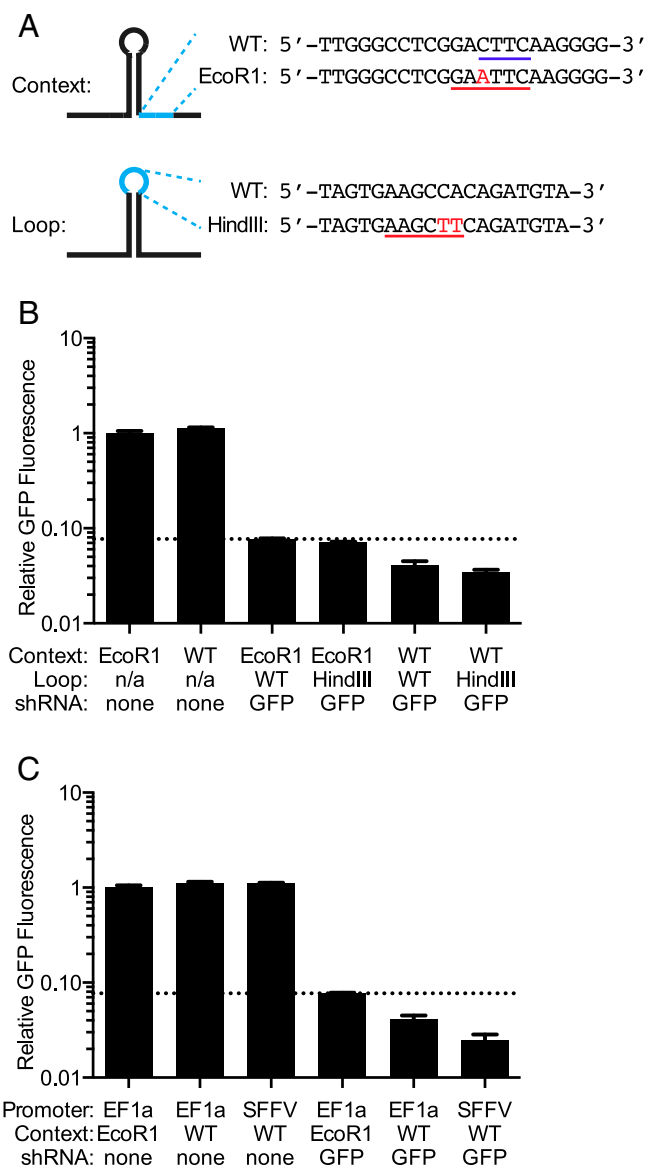 A
Context:
WT: 5′-TTGGGCCTCGGACTTCAAGGGG-3′
EcoR1: 5′-TTGGGCCTCGGAATTCAAGGGG-3′
Loop:
WT: 5′-TAGTGAAGCCACAGATGTA-3′
HindIII: 5′-TAGTGAAGCTTCAGATGTA-3′
B
Relative GFP Fluorescence
10
1
0.10
0.01
Context: EcoR1 WT EcoR1 EcoR1 WT WT
Loop: n/a n/a WT HindIII WT HindIII
shRNA: none none GFP GFP GFP GFP
C
Relative GFP Fluorescence
10
1
0.10
0.01
Promoter: EF1a EF1a SFFV EF1a EF1a SFFV
Context: EcoR1 WT WT EcoR1 WT WT
shRNA: none none none GFP GFP GFP